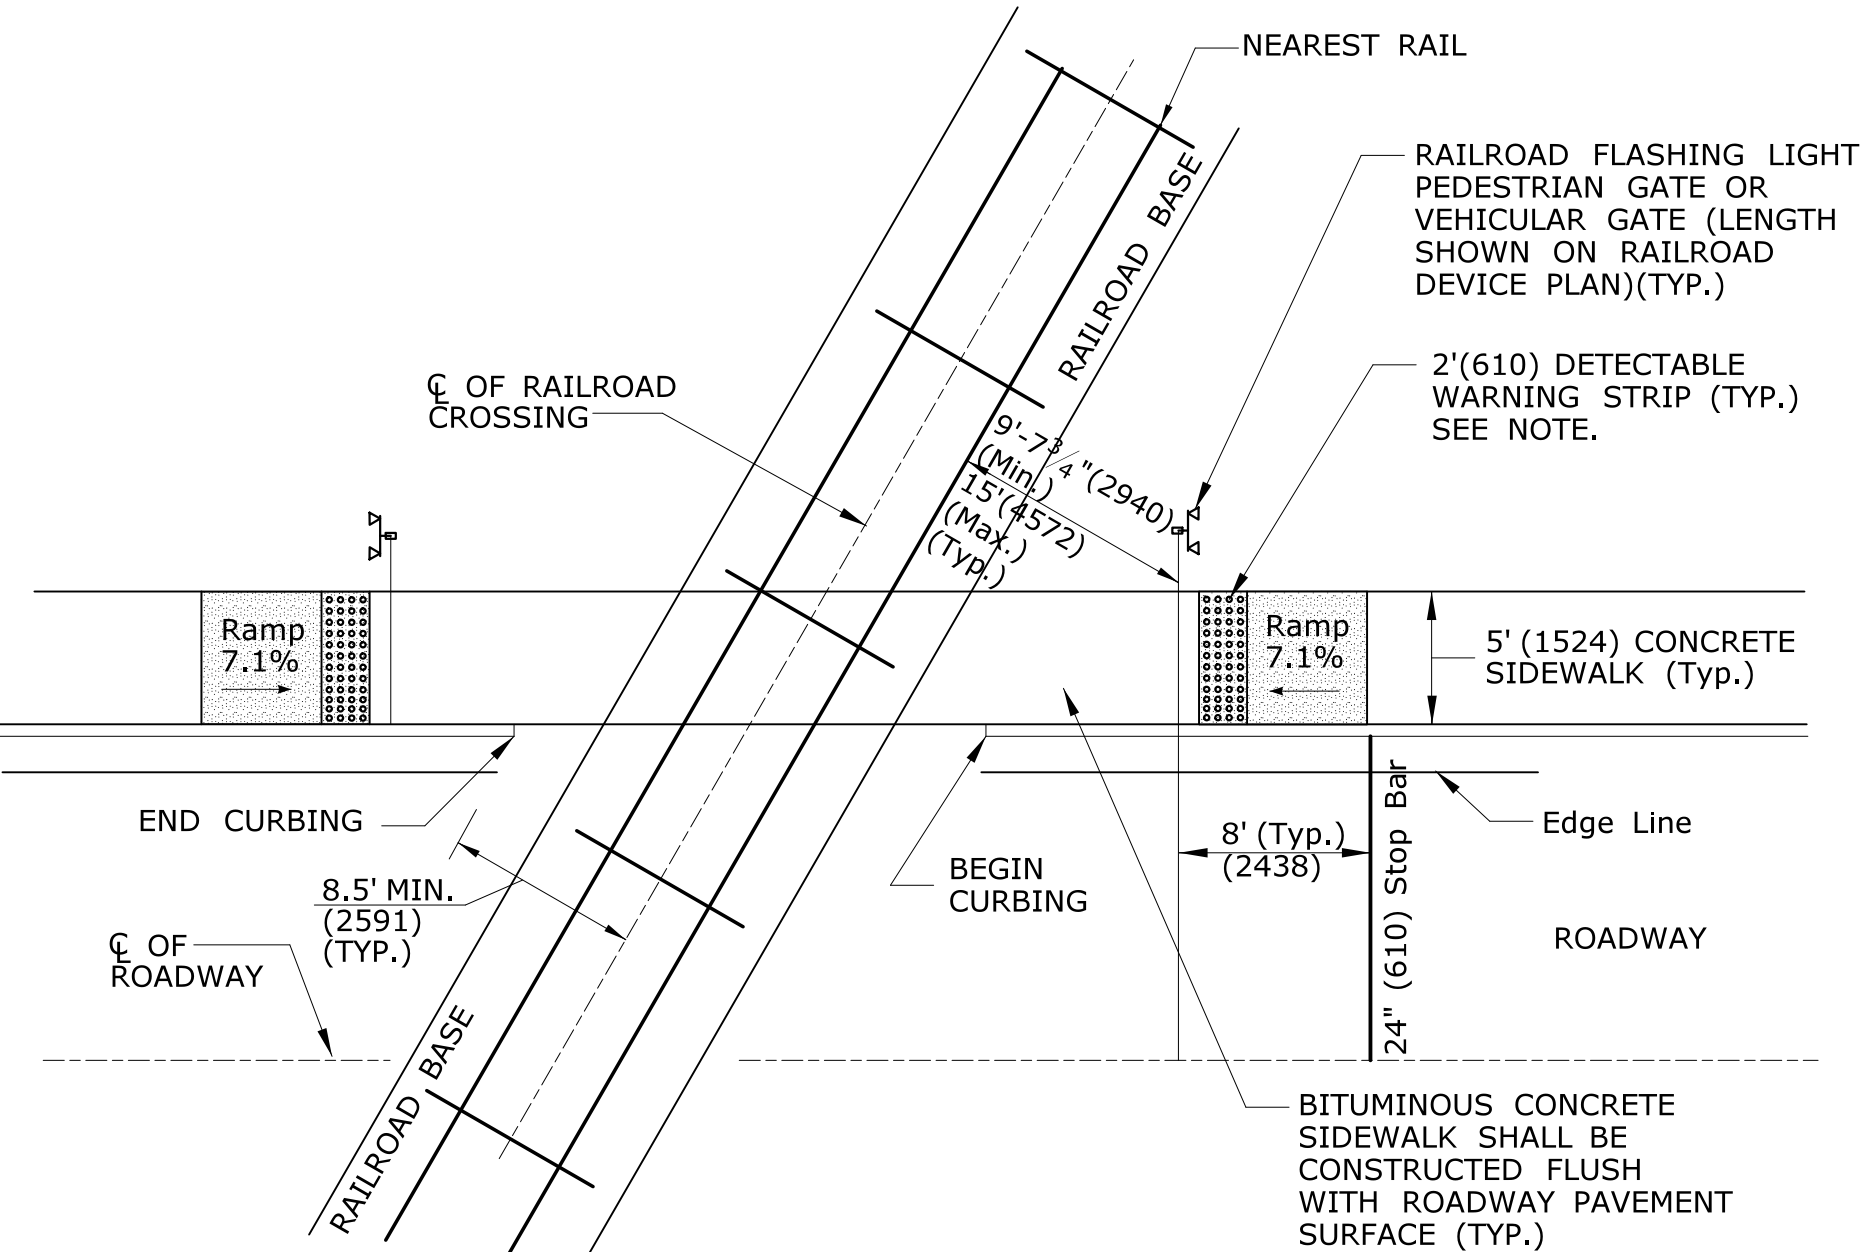 NEAREST RAIL
RAILROAD FLASHING LIGHT
PEDESTRIAN GATE OR
VEHICULAR GATE (LENGTH
SHOWN ON RAILROAD
DEVICE PLAN)(TYP.)
RAILROAD BASE
2'(610) DETECTABLE
WARNING STRIP (TYP.)
SEE NOTE.
℄ OF RAILROAD
CROSSING
9'-7 3/4 "(2940)
(Min.)
15'(4572)
(Max.)
(Typ.)
Ramp
7.1%
Ramp
7.1%
5' (1524) CONCRETE
SIDEWALK (Typ.)
END CURBING
8' (Typ.)
(2438)
24" (610) Stop Bar
Edge Line
BEGIN
CURBING
8.5' MIN.
(2591)
(TYP.)
℄ OF
ROADWAY
ROADWAY
RAILROAD BASE
BITUMINOUS CONCRETE
SIDEWALK SHALL BE
CONSTRUCTED FLUSH
WITH ROADWAY PAVEMENT
SURFACE (TYP.)